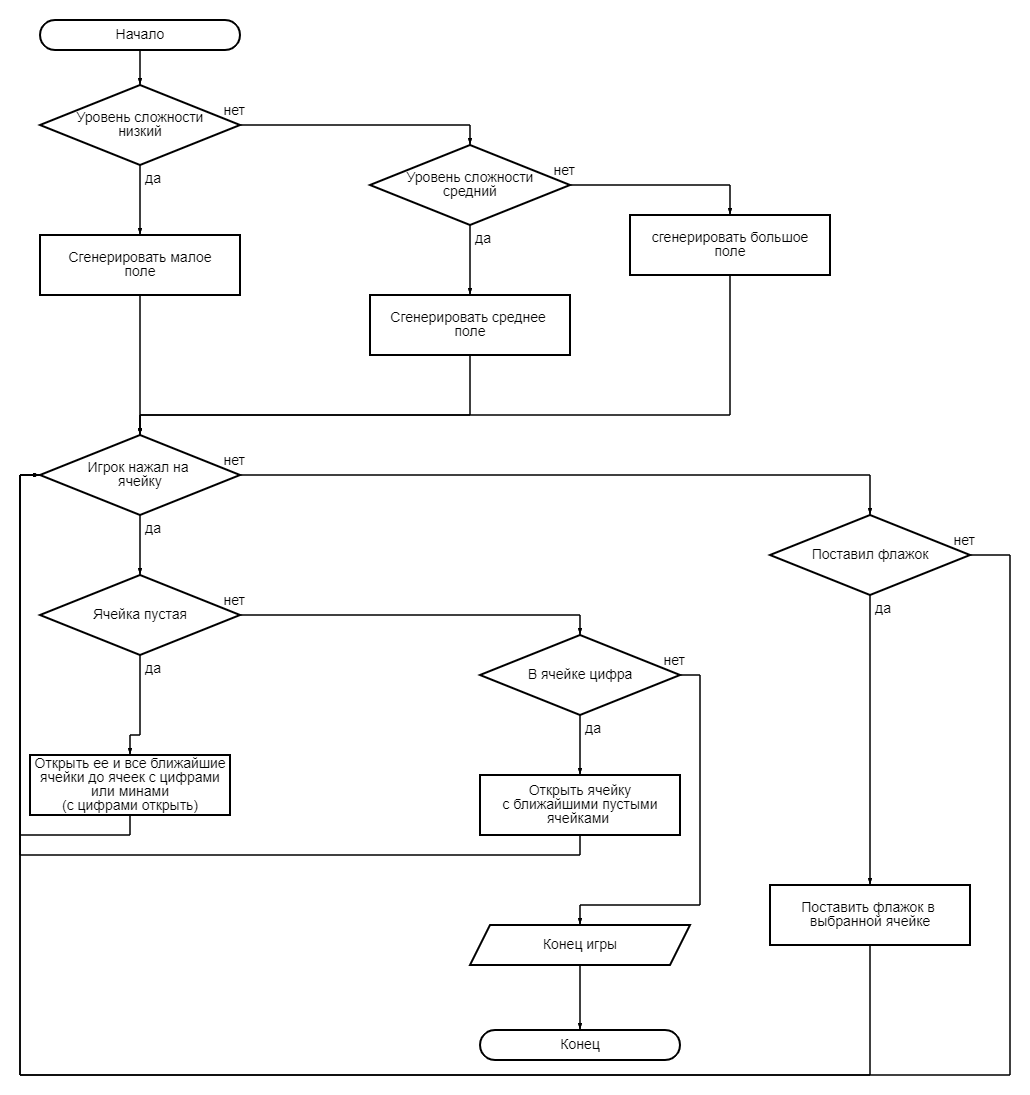 Начало
Уровень сложности
низкий
нет
да
Уровень сложности
средний
нет
да
сгенерировать большое
поле
Сгенерировать малое
поле
Сгенерировать среднее
поле
Игрок нажал на
ячейку
нет
да
Поставил флажок
нет
да
Ячейка пустая
нет
да
В ячейке цифра
нет
да
Открыть ее и все ближайшие
ячейки до ячеек с цифрами
или минами
(с цифрами открыть)
Открыть ячейку
с ближайшими пустыми
ячейками
Поставить флажок в
выбранной ячейке
Конец игры
Конец